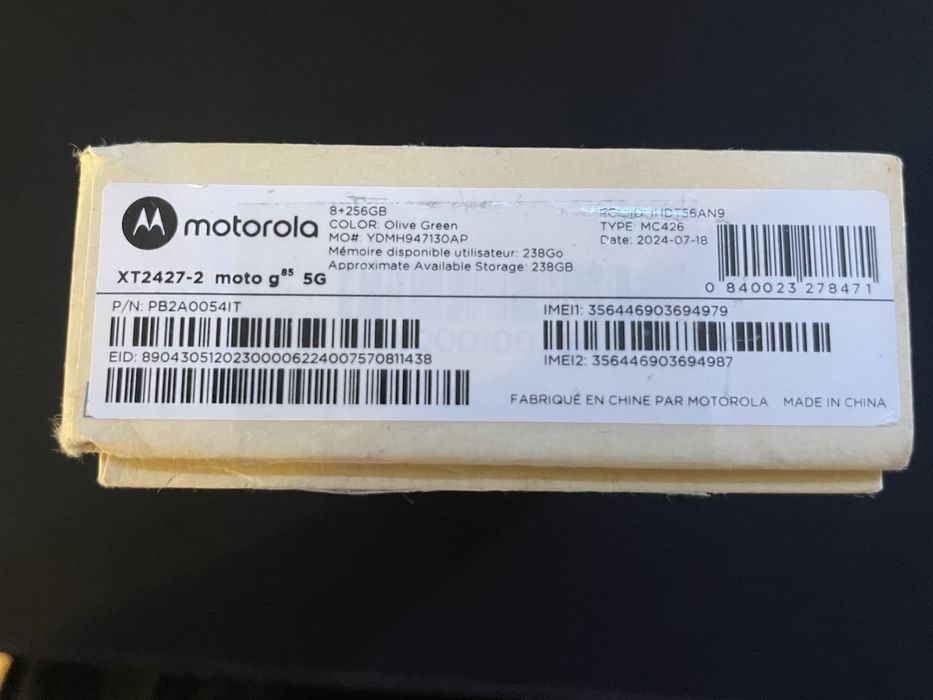 motorola
8+256GB
COLOR: Olive Green
MO#: YDMH947130AP
Mémoire disponible utilisateur: 238Go
Approximate Available Storage: 238GB
XT2427-2 moto g85 5G
IHDT56AN9
TYPE: MC426
Date: 2024-07-18
0 840023 278471
P/N: PB2A0054IT
EID: 89043051202300006224007570811438
IMEI1: 356446903694979
IMEI2: 356446903694987
FABRIQUÉ EN CHINE PAR MOTOROLA MADE IN CHINA